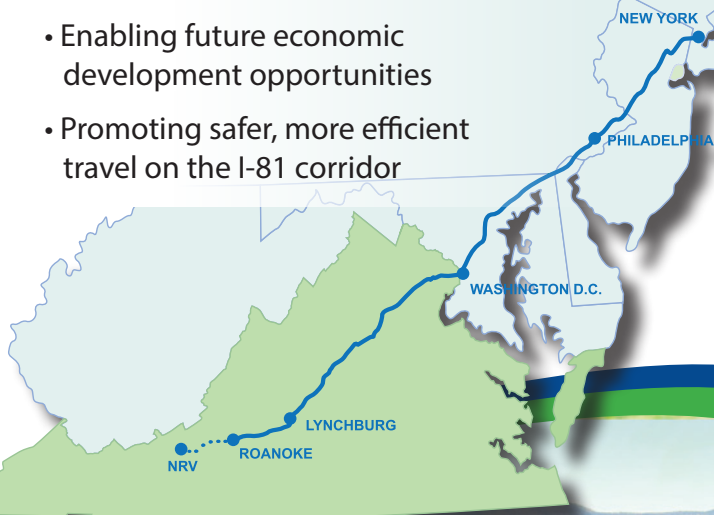 • Enabling future economic
development opportunities
• Promoting safer, more efficient
travel on the I-81 corridor
NEW YORK
PHILADELPHIA
WASHINGTON D.C.
LYNCHBURG
ROANOKE
NRV